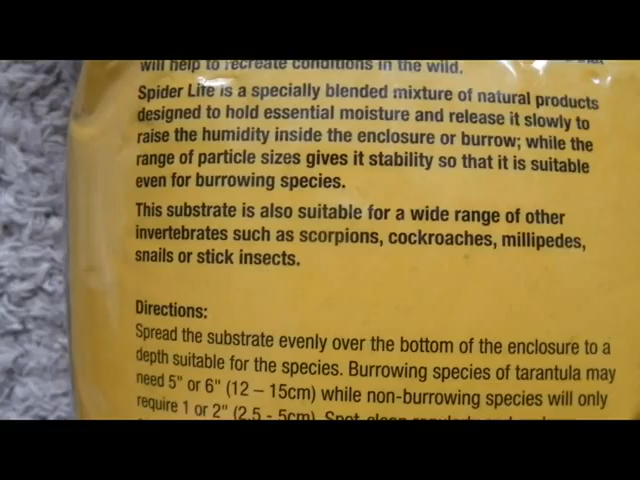 will help to recreate conditions in the wild.
Spider Life is a specially blended mixture of natural products
designed to hold essential moisture and release it slowly to
raise the humidity inside the enclosure or burrow; while the
range of particle sizes gives it stability so that it is suitable
even for burrowing species.
This substrate is also suitable for a wide range of other
invertebrates such as scorpions, cockroaches, millipedes,
snails or stick insects.
Directions:
Spread the substrate evenly over the bottom of the enclosure to a
depth suitable for the species. Burrowing species of tarantula may
need 5" or 6" (12 – 15cm) while non-burrowing species will only
require 1 or 2" (2.5 - 5cm). Spot clean regularly